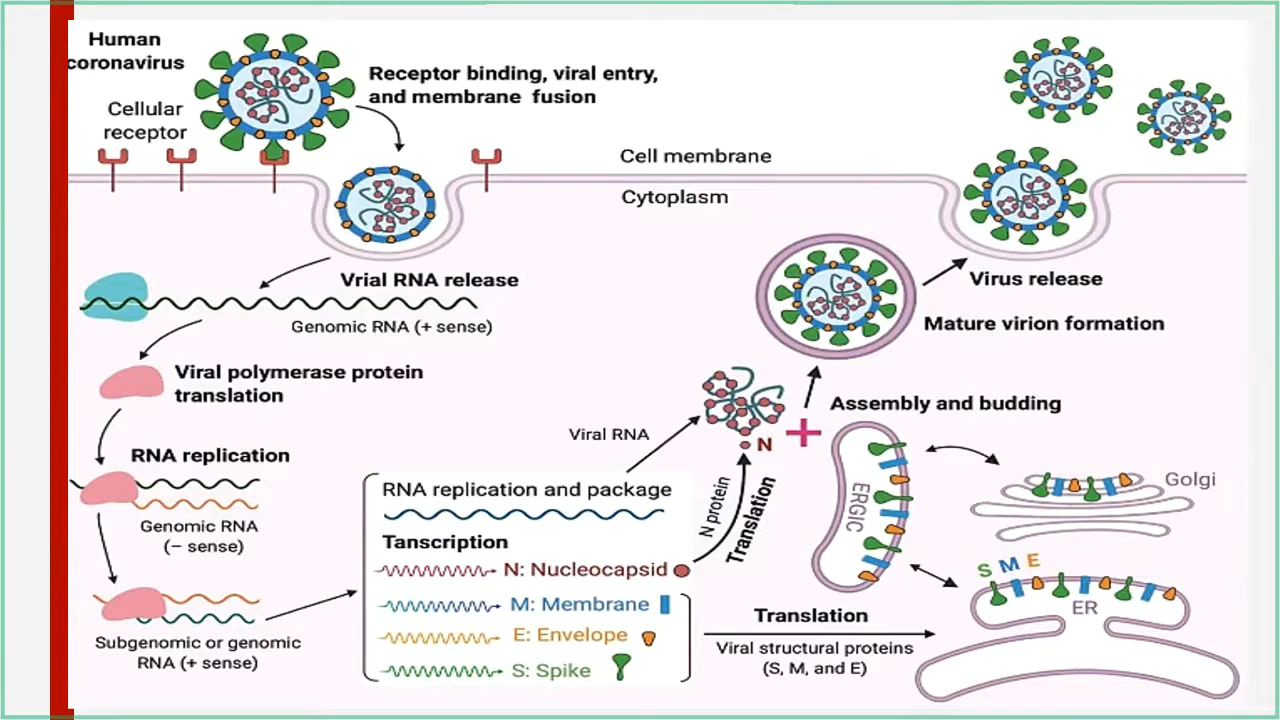 Human
coronavirus
Cellular
receptor
Receptor binding, viral entry,
and membrane fusion
Cell membrane
Cytoplasm
Vrial RNA release
Genomic RNA (+ sense)
Viral polymerase protein
translation
RNA replication
Genomic RNA
(− sense)
Subgenomic or genomic
RNA (+ sense)
RNA replication and package
Tanscription
N: Nucleocapsid
M: Membrane
E: Envelope
S: Spike
Viral RNA
N protein
Translation
N
+
Translation
Viral structural proteins
(S, M, and E)
S M E
ER
ERGIC
Golgi
Assembly and budding
Mature virion formation
Virus release